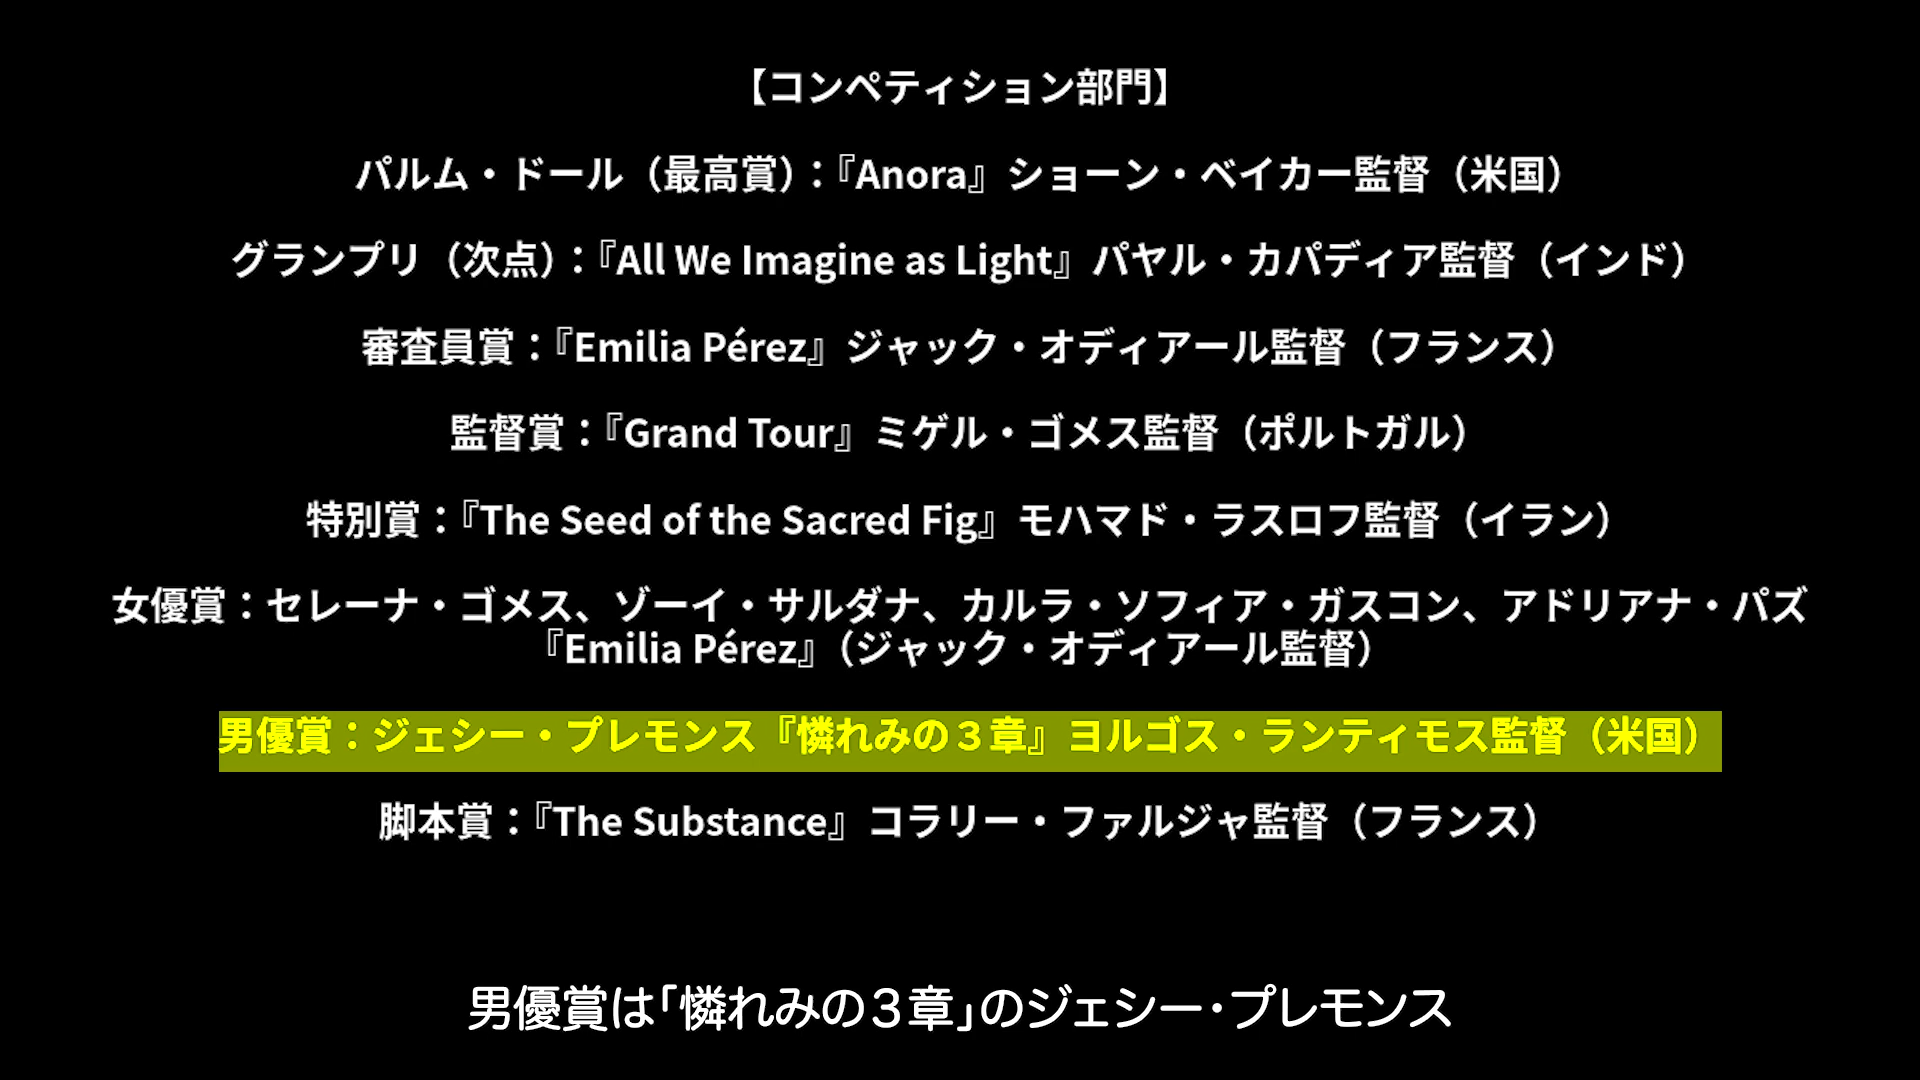 【コンペティション部門】
パルム・ドール（最高賞）：『Anora』ショーン・ベイカー監督（米国）
グランプリ（次点）：『All We Imagine as Light』パヤル・カパディア監督（インド）
審査員賞：『Emilia Pérez』ジャック・オディアール監督（フランス）
監督賞：『Grand Tour』ミゲル・ゴメス監督（ポルトガル）
特別賞：『The Seed of the Sacred Fig』モハマド・ラスロフ監督（イラン）
女優賞：セレーナ・ゴメス、ゾーイ・サルダナ、カルラ・ソフィア・ガスコン、アドリアナ・パズ
『Emilia Pérez』（ジャック・オディアール監督）
男優賞：ジェシー・プレモンス『憐れみの３章』ヨルゴス・ランティモス監督（米国）
脚本賞：『The Substance』コラリー・ファルジャ監督（フランス）
男優賞は「憐れみの３章」のジェシー・プレモンス